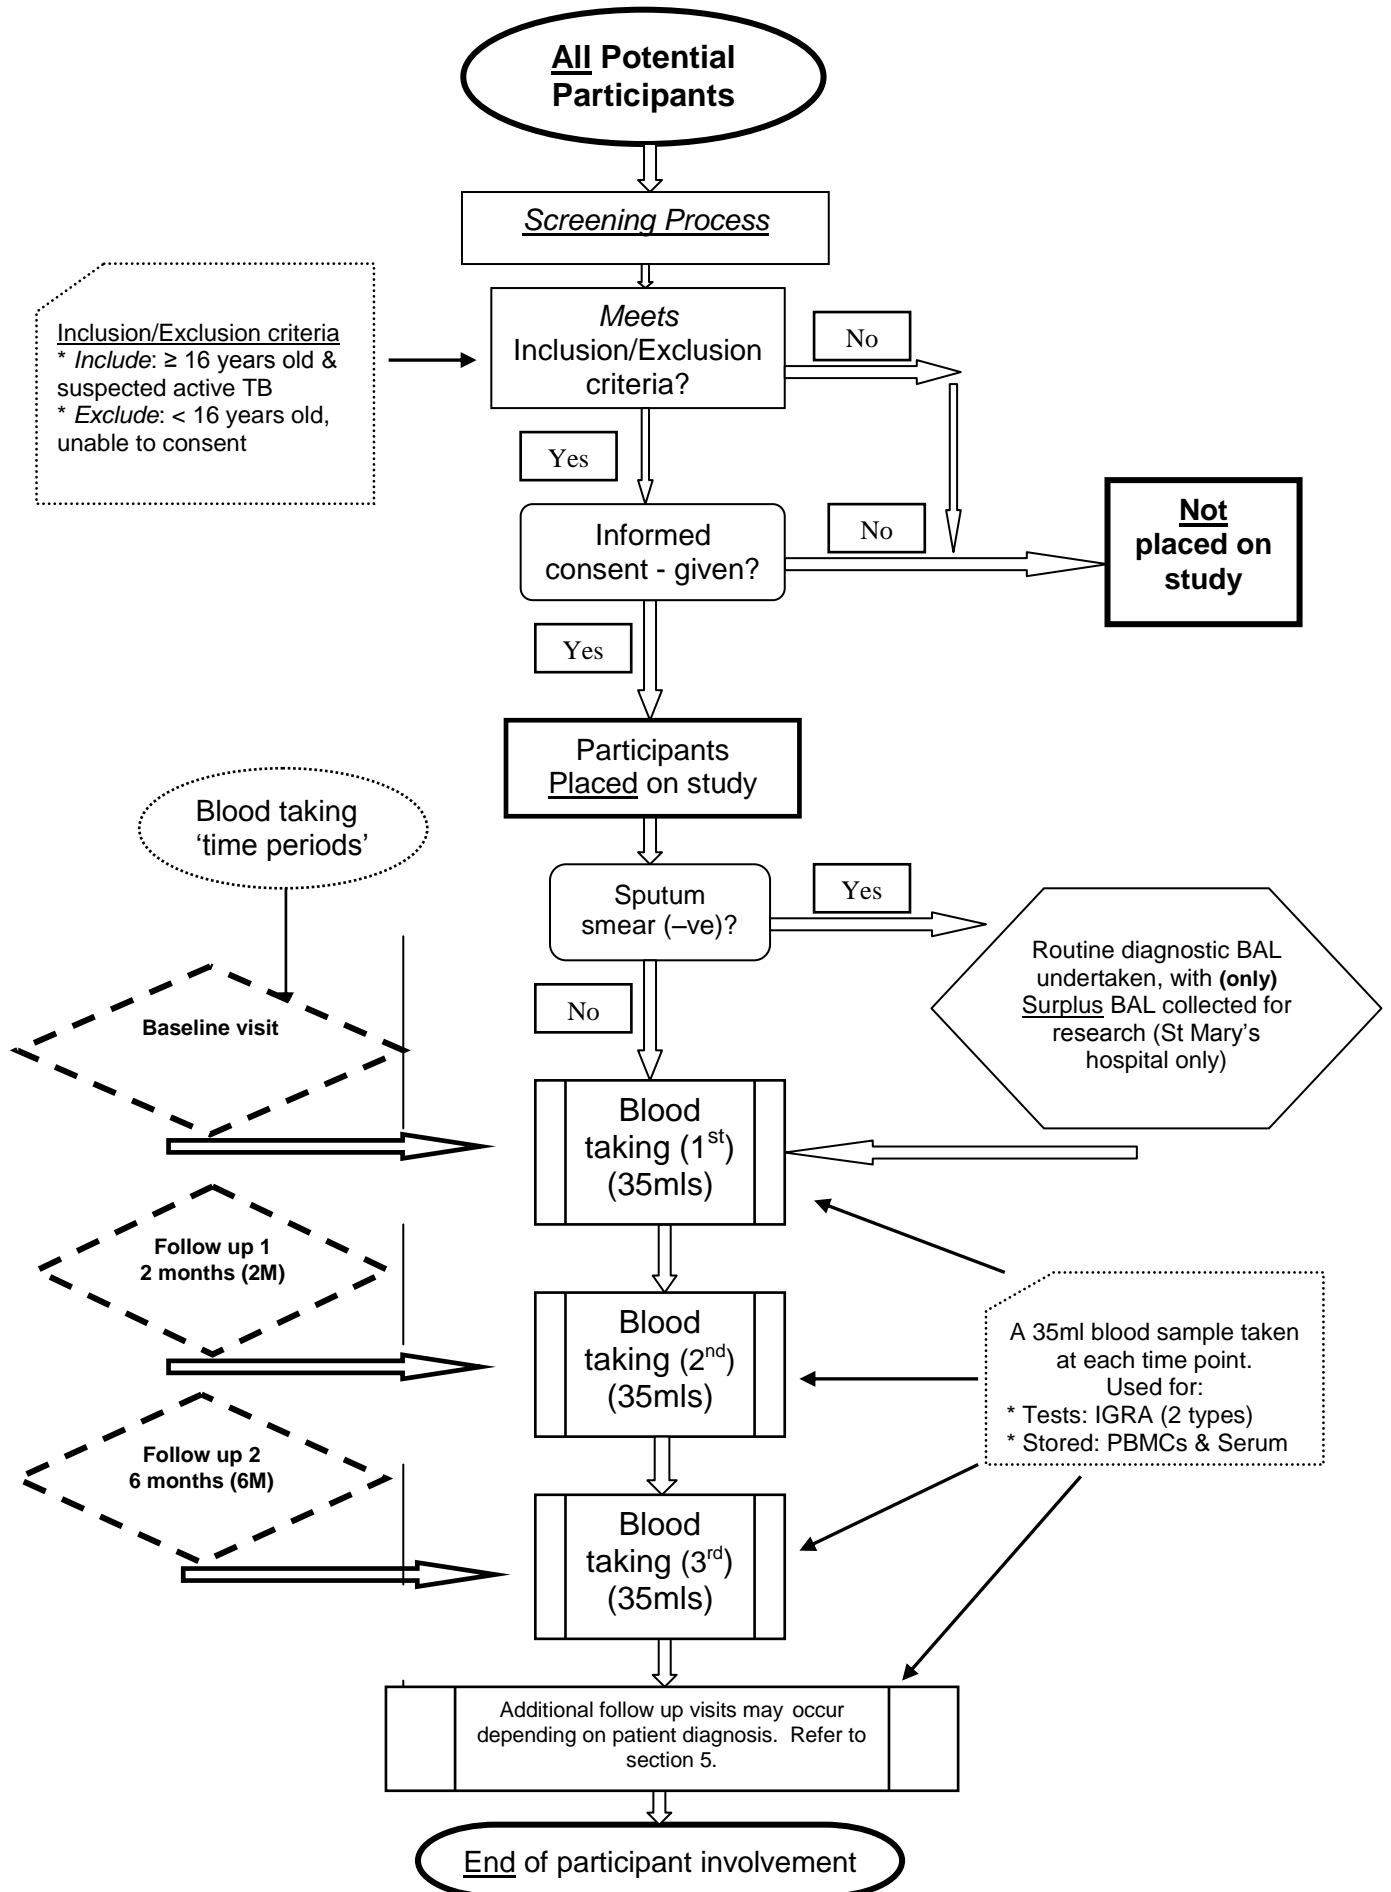 All Potential
Participants
Screening Process
Inclusion/Exclusion criteria
* Include: ≥ 16 years old &
suspected active TB
* Exclude: < 16 years old,
unable to consent
Meets
Inclusion/Exclusion
criteria?
No
Yes
Informed
consent - given?
No
Not
placed on
study
Yes
Participants
Placed on study
Blood taking
‘time periods’
Sputum
smear (–ve)?
Yes
Routine diagnostic BAL
undertaken, with (only)
Surplus BAL collected for
research (St Mary’s
hospital only)
No
Baseline visit
Blood
taking (1st)
(35mls)
Follow up 1
2 months (2M)
Blood
taking (2nd)
(35mls)
A 35ml blood sample taken
at each time point.
Used for:
* Tests: IGRA (2 types)
* Stored: PBMCs & Serum
Follow up 2
6 months (6M)
Blood
taking (3rd)
(35mls)
Additional follow up visits may occur
depending on patient diagnosis.  Refer to
section 5.
End of participant involvement